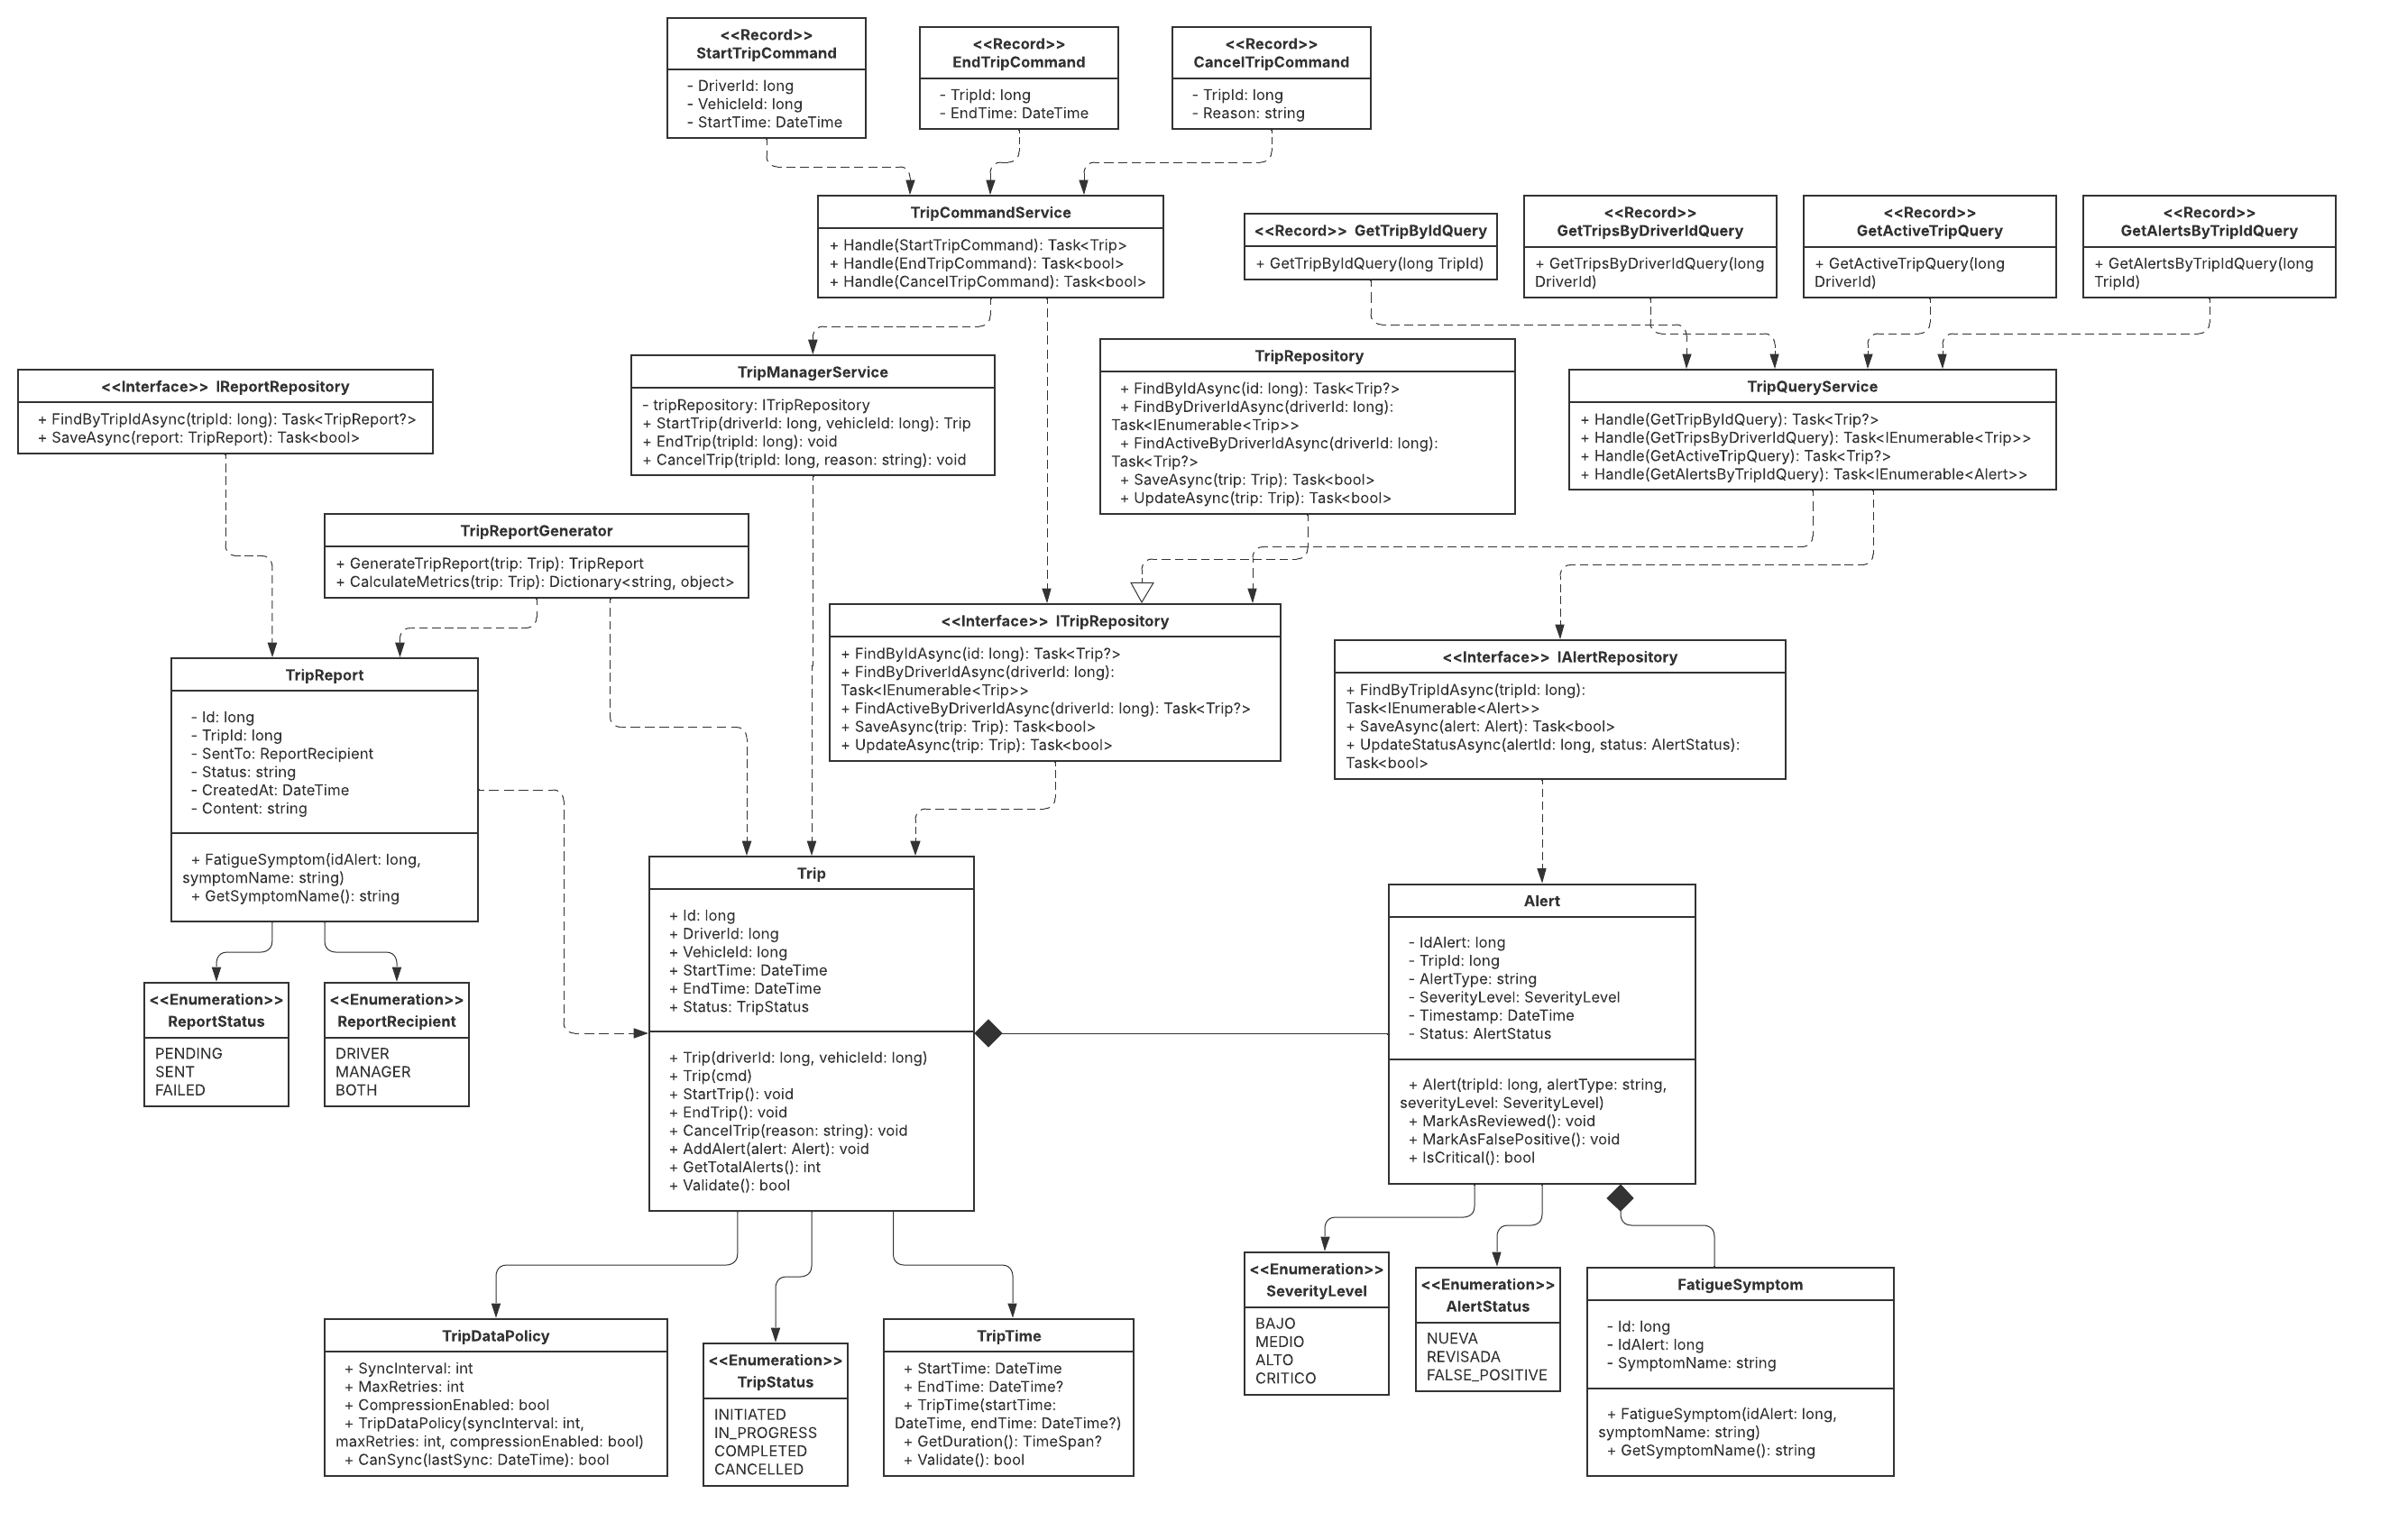 <<Record>>
StartTripCommand
- DriverId: long
- VehicleId: long
- StartTime: DateTime
<<Record>>
EndTripCommand
- TripId: long
- EndTime: DateTime
<<Record>>
CancelTripCommand
- TripId: long
- Reason: string
TripCommandService
+ Handle(StartTripCommand): Task<Trip>
+ Handle(EndTripCommand): Task<bool>
+ Handle(CancelTripCommand): Task<bool>
<<Record>> GetTripByIdQuery
+ GetTripByIdQuery(long TripId)
<<Record>>
GetTripsByDriverIdQuery
+ GetTripsByDriverIdQuery(long
DriverId)
<<Record>>
GetActiveTripQuery
+ GetActiveTripQuery(long
DriverId)
<<Record>>
GetAlertsByTripIdQuery
+ GetAlertsByTripIdQuery(long
TripId)
<<Interface>> IReportRepository
+ FindByTripIdAsync(tripId: long): Task<TripReport?>
+ SaveAsync(report: TripReport): Task<bool>
TripManagerService
- tripRepository: ITripRepository
+ StartTrip(driverId: long, vehicleId: long): Trip
+ EndTrip(tripId: long): void
+ CancelTrip(tripId: long, reason: string): void
TripRepository
+ FindByIdAsync(id: long): Task<Trip?>
+ FindByDriverIdAsync(driverId: long):
Task<IEnumerable<Trip>>
+ FindActiveByDriverIdAsync(driverId: long):
Task<Trip?>
+ SaveAsync(trip: Trip): Task<bool>
+ UpdateAsync(trip: Trip): Task<bool>
TripQueryService
+ Handle(GetTripByIdQuery): Task<Trip?>
+ Handle(GetTripsByDriverIdQuery): Task<IEnumerable<Trip>>
+ Handle(GetActiveTripQuery): Task<Trip?>
+ Handle(GetAlertsByTripIdQuery): Task<IEnumerable<Alert>>
TripReportGenerator
+ GenerateTripReport(trip: Trip): TripReport
+ CalculateMetrics(trip: Trip): Dictionary<string, object>
<<Interface>> ITripRepository
+ FindByIdAsync(id: long): Task<Trip?>
+ FindByDriverIdAsync(driverId: long):
Task<IEnumerable<Trip>>
+ FindActiveByDriverIdAsync(driverId: long): Task<Trip?>
+ SaveAsync(trip: Trip): Task<bool>
+ UpdateAsync(trip: Trip): Task<bool>
<<Interface>> IAlertRepository
+ FindByTripIdAsync(tripId: long):
Task<IEnumerable<Alert>>
+ SaveAsync(alert: Alert): Task<bool>
+ UpdateStatusAsync(alertId: long, status: AlertStatus):
Task<bool>
TripReport
- Id: long
- TripId: long
- SentTo: ReportRecipient
- Status: string
- CreatedAt: DateTime
- Content: string
+ FatigueSymptom(idAlert: long,
symptomName: string)
+ GetSymptomName(): string
<<Enumeration>>
ReportStatus
PENDING
SENT
FAILED
<<Enumeration>>
ReportRecipient
DRIVER
MANAGER
BOTH
Trip
+ Id: long
+ DriverId: long
+ VehicleId: long
+ StartTime: DateTime
+ EndTime: DateTime
+ Status: TripStatus
+ Trip(driverId: long, vehicleId: long)
+ Trip(cmd)
+ StartTrip(): void
+ EndTrip(): void
+ CancelTrip(reason: string): void
+ AddAlert(alert: Alert): void
+ GetTotalAlerts(): int
+ Validate(): bool
Alert
- IdAlert: long
- TripId: long
- AlertType: string
- SeverityLevel: SeverityLevel
- Timestamp: DateTime
- Status: AlertStatus
+ Alert(tripId: long, alertType: string,
severityLevel: SeverityLevel)
+ MarkAsReviewed(): void
+ MarkAsFalsePositive(): void
+ IsCritical(): bool
TripDataPolicy
+ SyncInterval: int
+ MaxRetries: int
+ CompressionEnabled: bool
+ TripDataPolicy(syncInterval: int,
maxRetries: int, compressionEnabled: bool)
+ CanSync(lastSync: DateTime): bool
<<Enumeration>>
TripStatus
INITIATED
IN_PROGRESS
COMPLETED
CANCELLED
TripTime
+ StartTime: DateTime
+ EndTime: DateTime?
+ TripTime(startTime:
DateTime, endTime: DateTime?)
+ GetDuration(): TimeSpan?
+ Validate(): bool
<<Enumeration>>
SeverityLevel
BAJO
MEDIO
ALTO
CRITICO
<<Enumeration>>
AlertStatus
NUEVA
REVISADA
FALSE_POSITIVE
FatigueSymptom
- Id: long
- IdAlert: long
- SymptomName: string
+ FatigueSymptom(idAlert: long,
symptomName: string)
+ GetSymptomName(): string